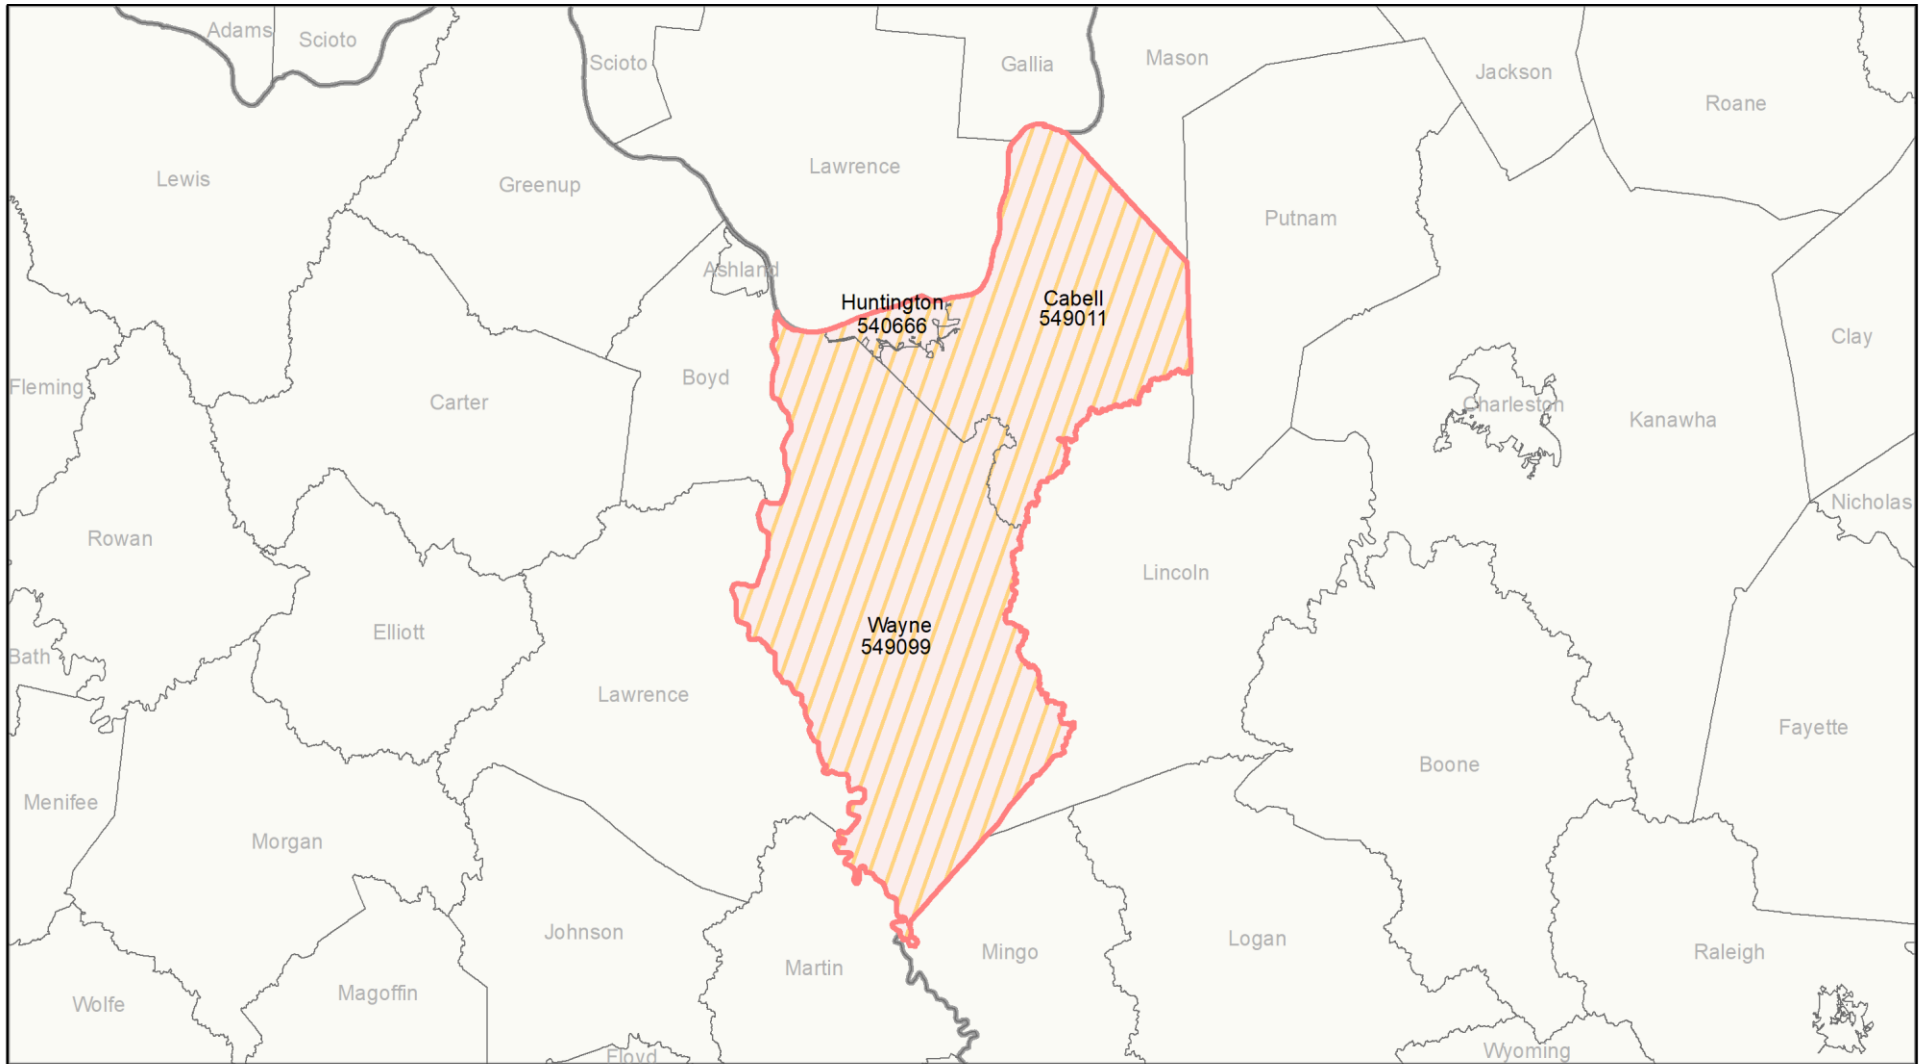 Adams
Scioto
Scioto
Gallia
Mason
Jackson
Roane
Lewis
Greenup
Lawrence
Putnam
Ashland
Huntington
540666
Cabell
549011
Clay
Fleming
Boyd
Carter
Charleston
Kanawha
Nicholas
Rowan
Lincoln
Elliott
Wayne
549099
Bath
Lawrence
Fayette
Boone
Menifee
Morgan
Johnson
Logan
Mingo
Raleigh
Martin
Magoffin
Wolfe
Floyd
Wyoming